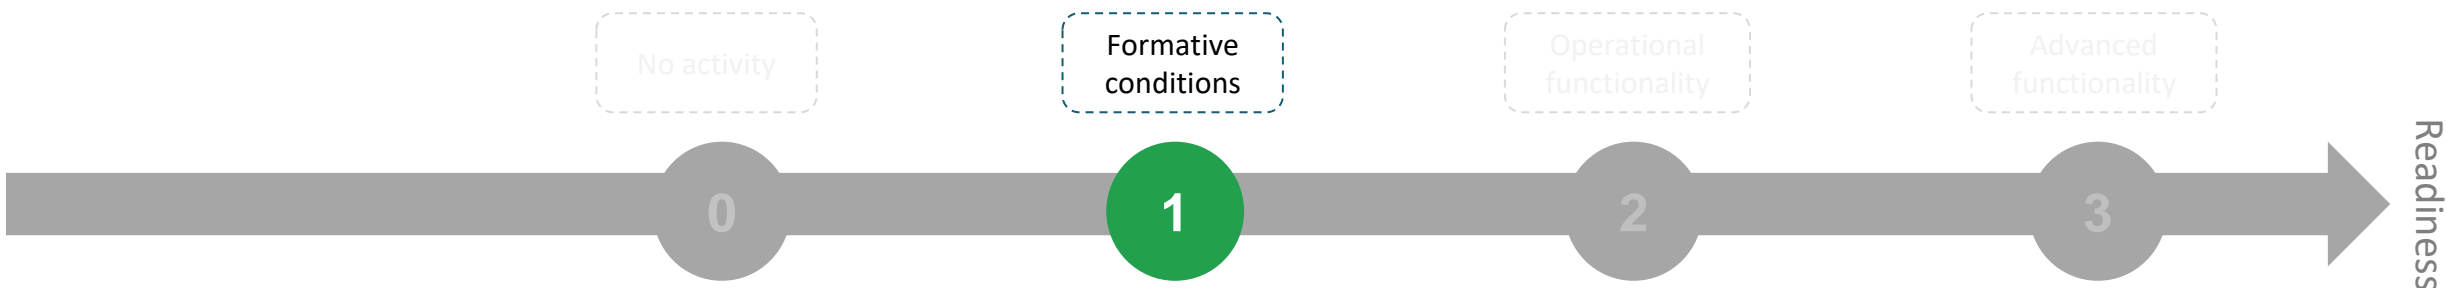 No activity
Formative
conditions
Operational
functionality
Advanced
functionality
0
1
2
3
Readiness